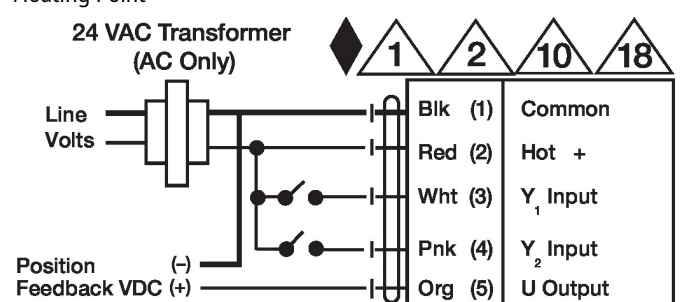 Floating Point
24 VAC Transformer
(AC Only)
1 2 10 18
Line
Volts
Blk (1) Common
Red (2) Hot +
Wht (3) Y1 Input
Pnk (4) Y2 Input
Position (–)
Feedback VDC (+)
Org (5) U Output